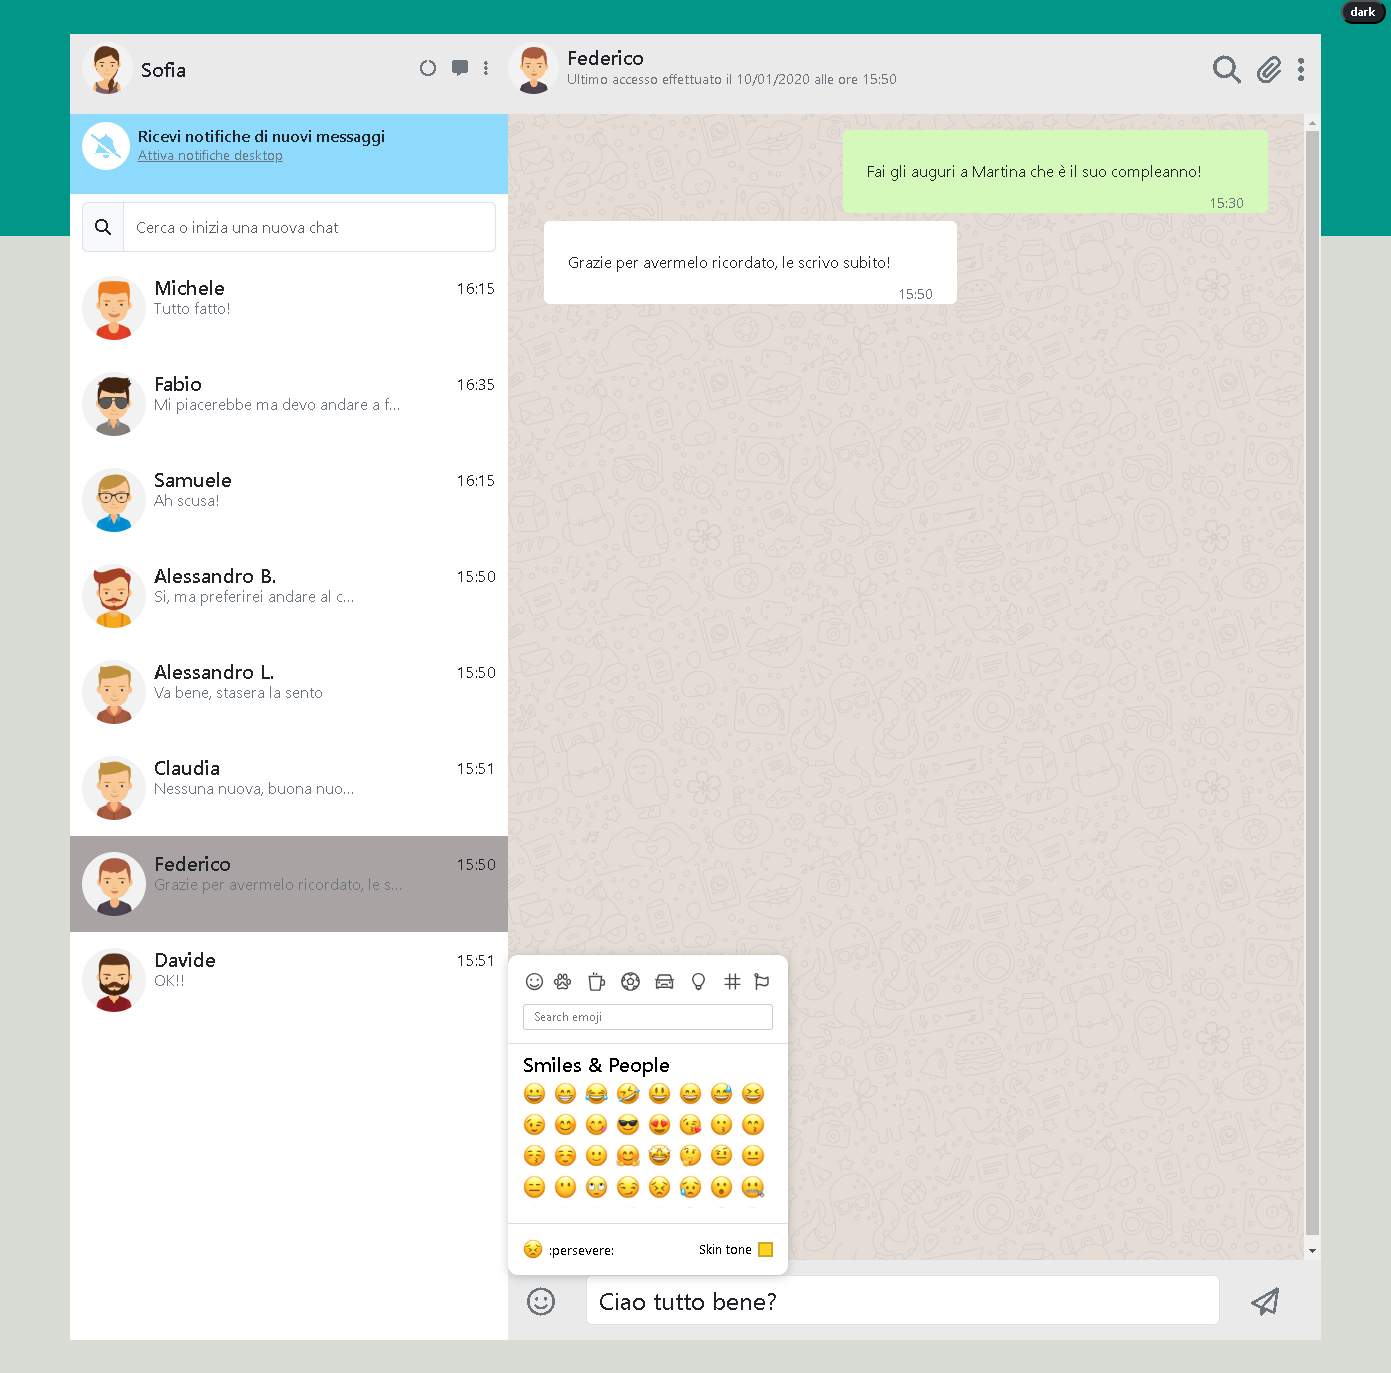 dark
Sofia
Federico
Ultimo accesso effettuato il 10/01/2020 alle ore 15:50
Ricevi notifiche di nuovi messaggi
Attiva notifiche desktop
Cerca o inizia una nuova chat
Michele 16:15
Tutto fatto!
Fabio 16:35
Mi piacerebbe ma devo andare a f...
Samuele 16:15
Ah scusa!
Alessandro B. 15:50
Si, ma preferirei andare al c...
Alessandro L. 15:50
Va bene, stasera la sento
Claudia 15:51
Nessuna nuova, buona nuo...
Federico 15:50
Grazie per avermelo ricordato, le s...
Davide 15:51
OK!!
Fai gli auguri a Martina che è il suo compleanno!
15:30
Grazie per avermelo ricordato, le scrivo subito!
15:50
Search emoji
Smiles & People
:persevere: Skin tone
Ciao tutto bene?